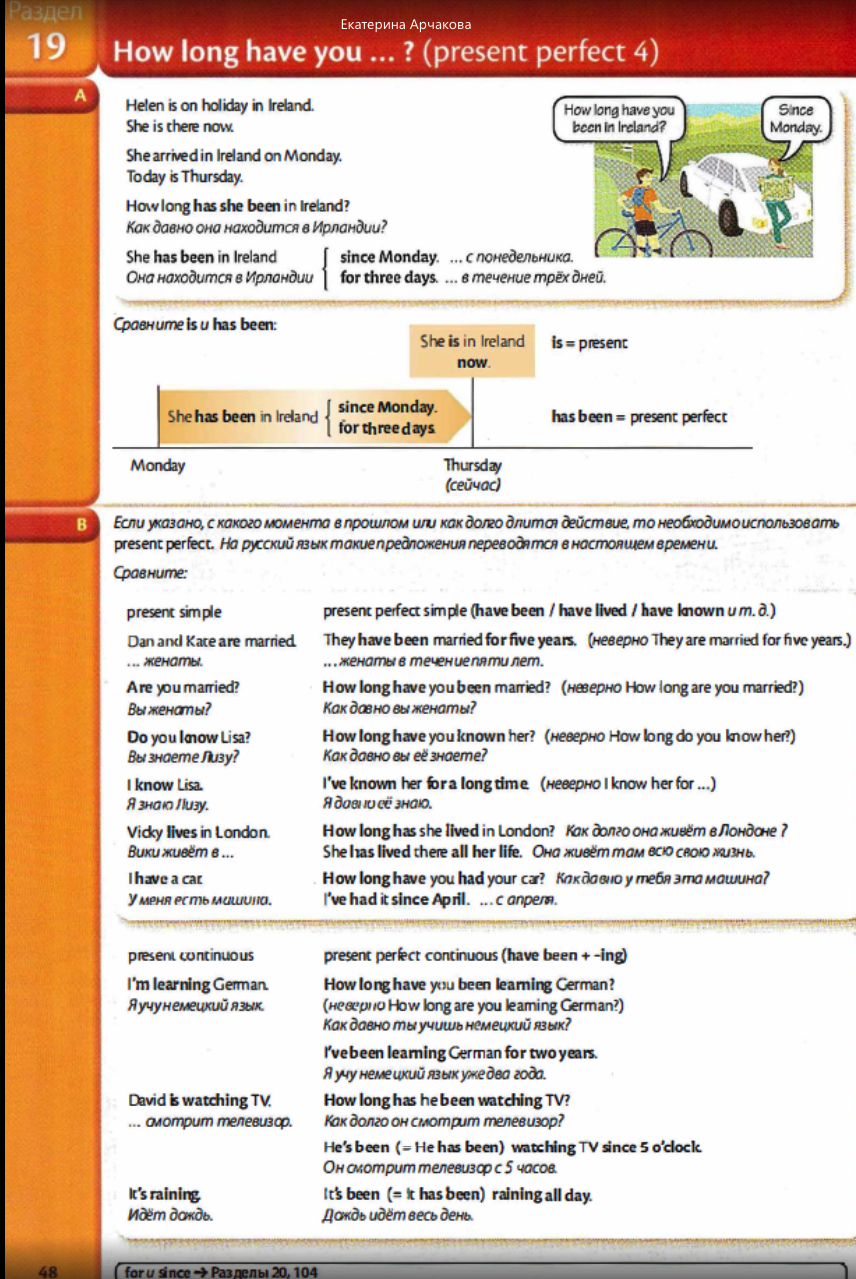 Раздел
Екатерина Арчакова
19
How long have you ... ? (present perfect 4)
A
Helen is on holiday in Ireland.
She is there now.
She arrived in Ireland on Monday.
Today is Thursday.
How long has she been in Ireland?
Как давно она находится в Ирландии?
She has been in Ireland
Она находится в Ирландии
since Monday. ... с понедельника.
for three days. ... в течение трёх дней.
How long have you
been in Ireland?
Since
Monday.
Сравните is и has been:
She is in Ireland
now.
is = present
She has been in Ireland
since Monday.
for three days.
has been = present perfect
Monday
Thursday
(сейчас)
B
Если указано, с какого момента в прошлом или как долго длится действие, то необходимо использовать
present perfect. На русский язык такие предложения переводятся в настоящем времени.
Сравните:
present simple
present perfect simple (have been / have lived / have known и т. д.)
Dan and Kate are married.
... женаты.
They have been married for five years. (неверно They are married for five years.)
... женаты в течение пяти лет.
Are you married?
Вы женаты?
How long have you been married? (неверно How long are you married?)
Как давно вы женаты?
Do you know Lisa?
Вы знаете Лизу?
How long have you known her? (неверно How long do you know her?)
Как давно вы её знаете?
I know Lisa.
Я знаю Лизу.
I've known her for a long time. (неверно I know her for ...)
Я давно её знаю.
Vicky lives in London.
Вики живёт в ...
How long has she lived in London? Как долго она живёт в Лондоне ?
She has lived there all her life. Она живёт там всю свою жизнь.
I have a car.
У меня есть машина.
How long have you had your car? Как давно у тебя эта машина?
I've had it since April. ... с апреля.
present continuous
present perfect continuous (have been + -ing)
I'm learning German.
Я учу немецкий язык.
How long have you been learning German?
(неверно How long are you learning German?)
Как давно ты учишь немецкий язык?
I've been learning German for two years.
Я учу немецкий язык уже два года.
David is watching TV.
... смотрит телевизор.
How long has he been watching TV?
Как долго он смотрит телевизор?
He's been (= He has been) watching TV since 5 o'clock.
Он смотрит телевизор с 5 часов.
It's raining.
Идёт дождь.
It's been (= it has been) raining all day.
Дождь идёт весь день.
48
for и since → Разделы 20, 104